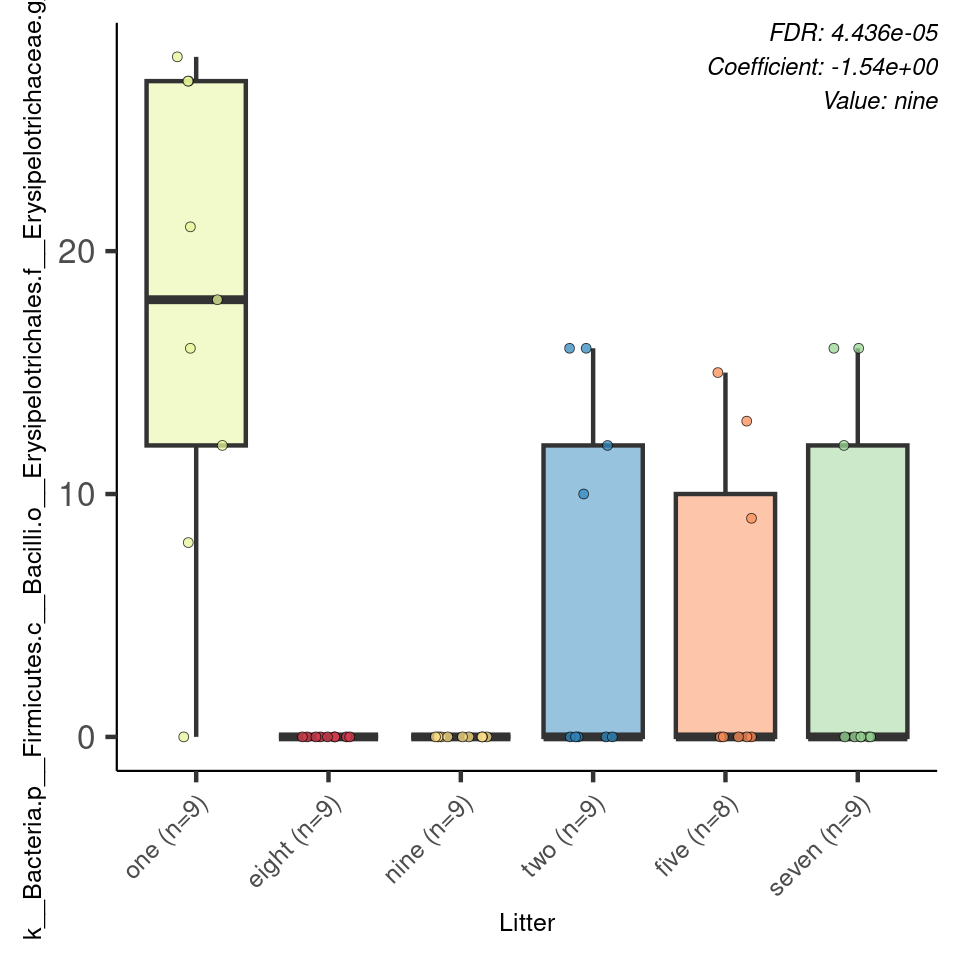 FDR: 4.436e-05
Coefficient: -1.54e+00
Value: nine
k__Bacteria.p__Firmicutes.c__Bacilli.o__Erysipelotrichales.f__Erysipelotrichaceae.g
20
10
0
one (n=9)
eight (n=9)
nine (n=9)
two (n=9)
five (n=8)
seven (n=9)
Litter